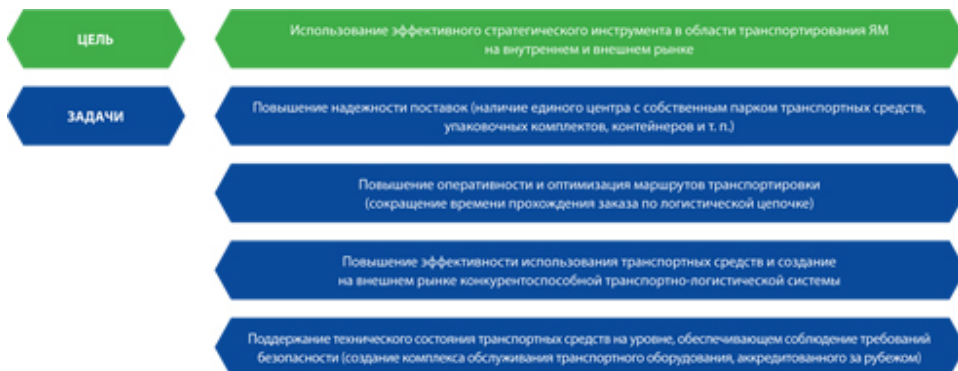 ЦЕЛЬ
Использование эффективного стратегического инструмента в области транспортирования ЯМ
на внутреннем и внешнем рынке
ЗАДАЧИ
Повышение надежности поставок (наличие единого центра с собственным парком транспортных средств,
упаковочных комплектов, контейнеров и т. п.)
Повышение оперативности и оптимизация маршрутов транспортировки
(сокращение времени прохождения заказа по логистической цепочке)
Повышение эффективности использования транспортных средств и создание
на внешнем рынке конкурентоспособной транспортно-логистической системы
Поддержание технического состояния транспортных средств на уровне, обеспечивающем соблюдение требований
безопасности (создание комплекса обслуживания транспортного оборудования, аккредитованного за рубежом)